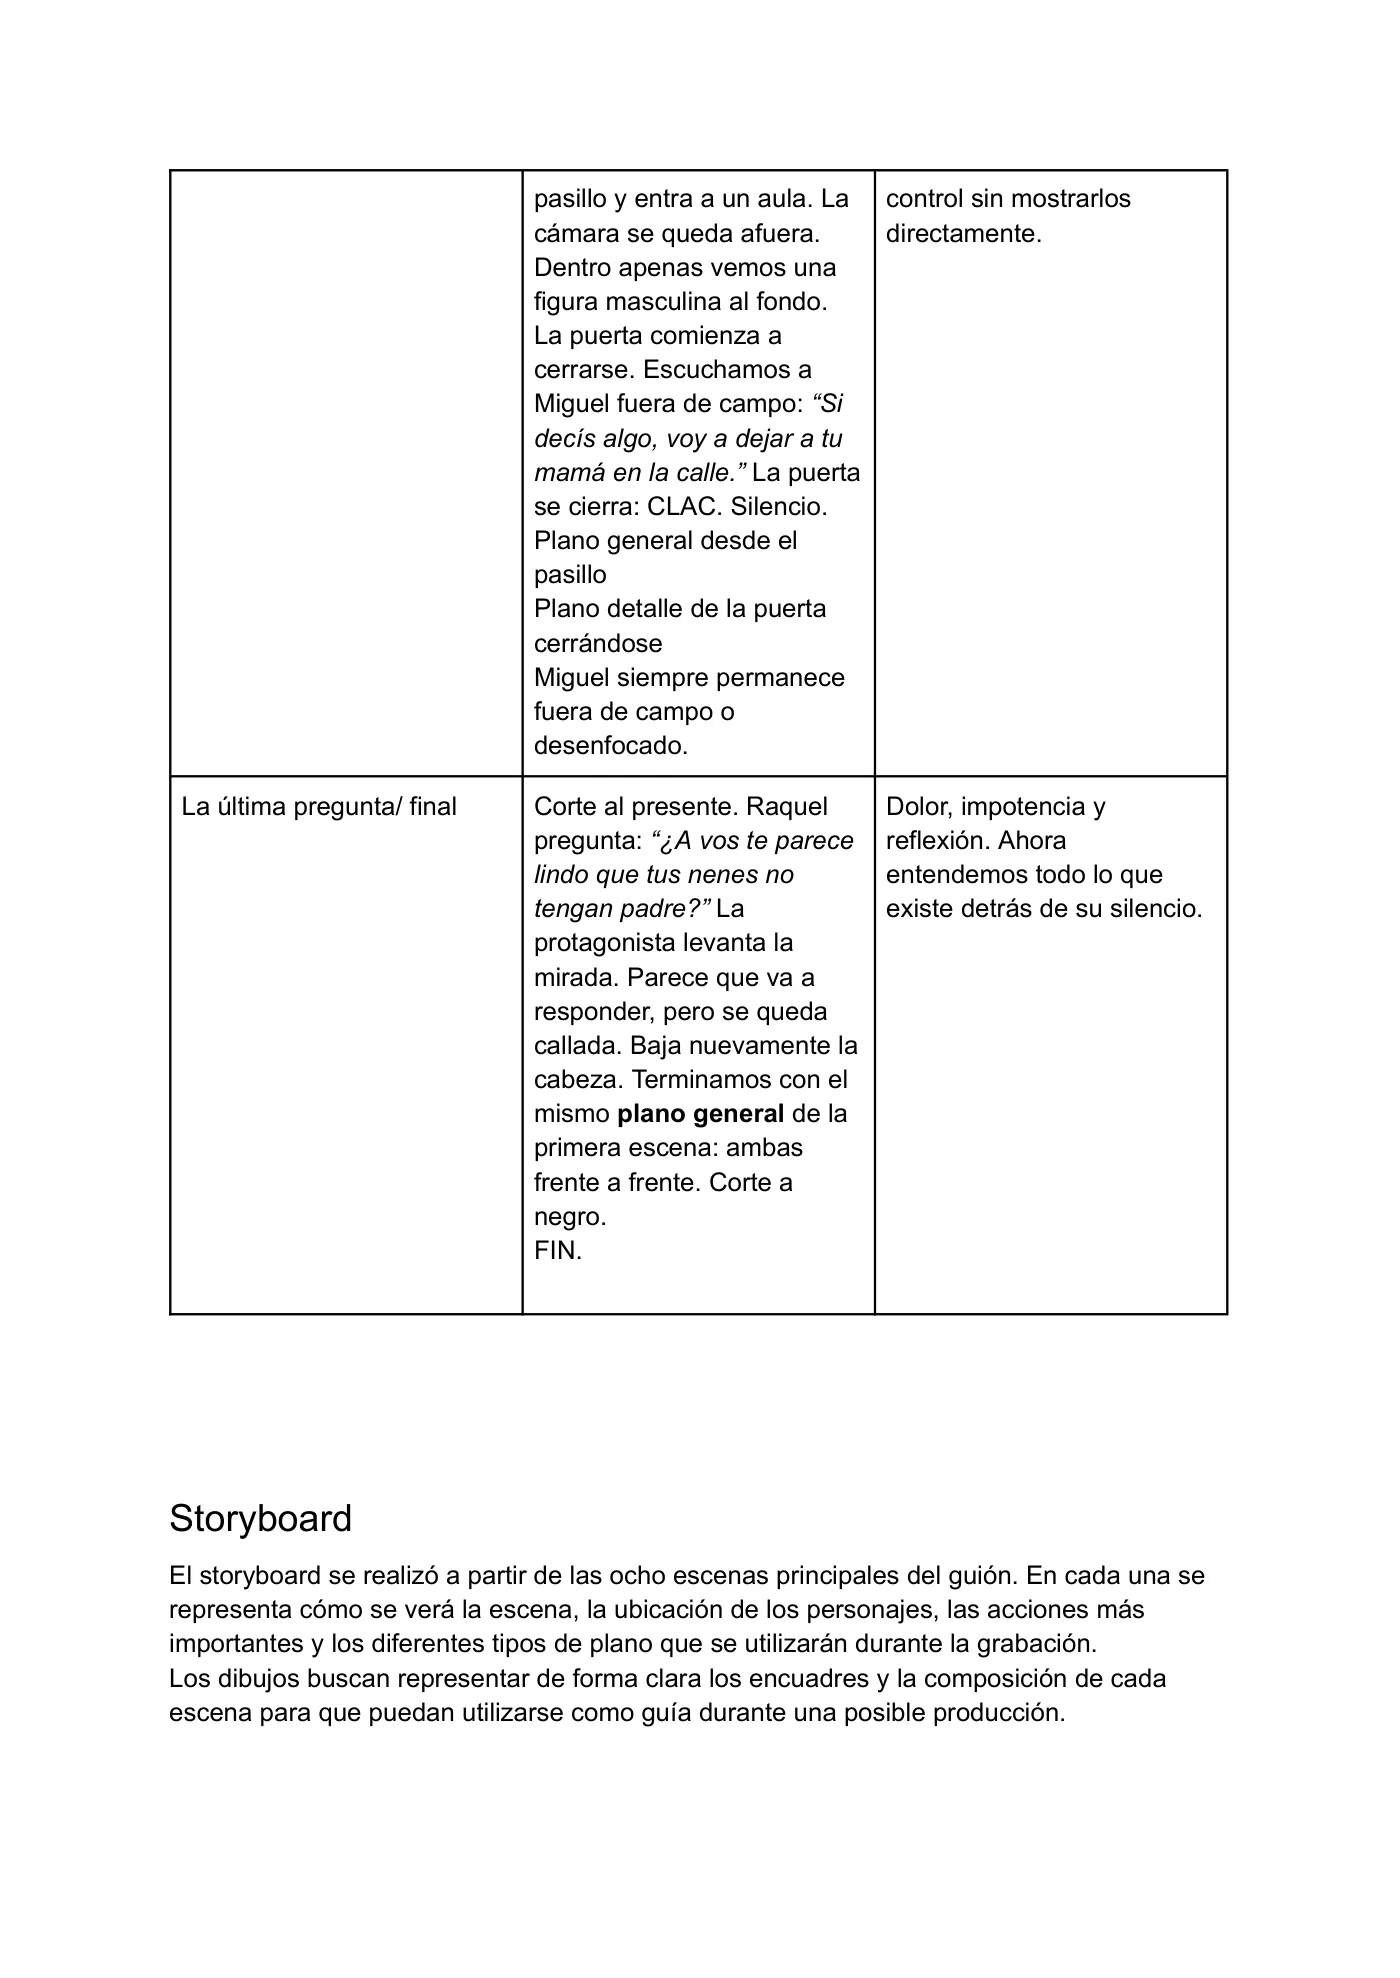 pasillo y entra a un aula. La
cámara se queda afuera.
Dentro apenas vemos una
figura masculina al fondo.
La puerta comienza a
cerrarse. Escuchamos a
Miguel fuera de campo: “Si
decís algo, voy a dejar a tu
mamá en la calle.” La puerta
se cierra: CLAC. Silencio.
Plano general desde el
pasillo
Plano detalle de la puerta
cerrándose
Miguel siempre permanece
fuera de campo o
desenfocado.
control sin mostrarlos
directamente.
La última pregunta/ final
Corte al presente. Raquel
pregunta: “¿A vos te parece
lindo que tus nenes no
tengan padre?” La
protagonista levanta la
mirada. Parece que va a
responder, pero se queda
callada. Baja nuevamente la
cabeza. Terminamos con el
mismo plano general de la
primera escena: ambas
frente a frente. Corte a
negro.
FIN.
Dolor, impotencia y
reflexión. Ahora
entendemos todo lo que
existe detrás de su silencio.
Storyboard
El storyboard se realizó a partir de las ocho escenas principales del guión. En cada una se
representa cómo se verá la escena, la ubicación de los personajes, las acciones más
importantes y los diferentes tipos de plano que se utilizarán durante la grabación.
Los dibujos buscan representar de forma clara los encuadres y la composición de cada
escena para que puedan utilizarse como guía durante una posible producción.